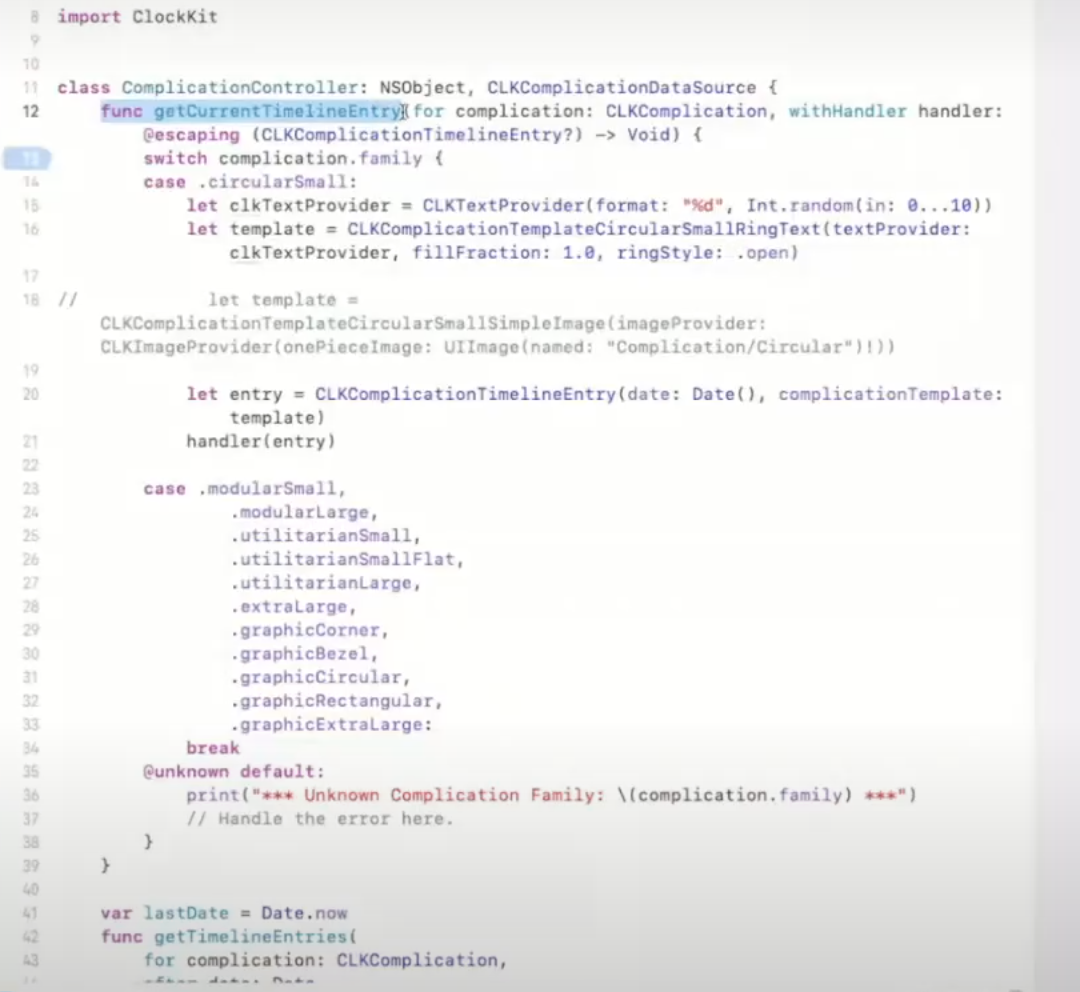 8 import ClockKit
9
10
11 class ComplicationController: NSObject, CLKComplicationDataSource {
12 func getCurrentTimelineEntry(for complication: CLKComplication, withHandler handler:
@escaping (CLKComplicationTimelineEntry?) -> Void) {
13 switch complication.family {
14 case .circularSmall:
15 let clkTextProvider = CLKTextProvider(format: "%d", Int.random(in: 0...10))
16 let template = CLKComplicationTemplateCircularSmallRingText(textProvider:
clkTextProvider, fillFraction: 1.0, ringStyle: .open)
17
18 // let template =
CLKComplicationTemplateCircularSmallSimpleImage(imageProvider:
CLKImageProvider(onePieceImage: UIImage(named: "Complication/Circular")!))
19
20 let entry = CLKComplicationTimelineEntry(date: Date(), complicationTemplate:
template)
21 handler(entry)
22
23 case .modularSmall,
24 .modularLarge,
25 .utilitarianSmall,
26 .utilitarianSmallFlat,
27 .utilitarianLarge,
28 .extraLarge,
29 .graphicCorner,
30 .graphicBezel,
31 .graphicCircular,
32 .graphicRectangular,
33 .graphicExtraLarge:
34 break
35 @unknown default:
36 print("*** Unknown Complication Family: \(complication.family) ***")
37 // Handle the error here.
38 }
39 }
40
41 var lastDate = Date.now
42 func getTimelineEntries(
43 for complication: CLKComplication,